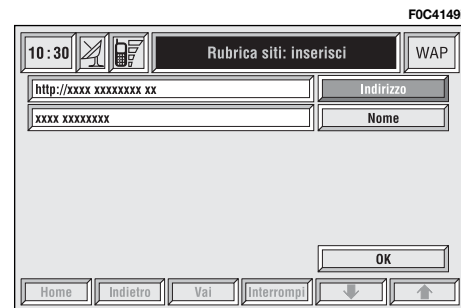 F0C4149
10:30 Rubrica siti: inserisci WAP
http://xxxx xxxxxxxx xx Indirizzo
xxxx xxxxxxxx Nome
OK
Home Indietro Vai Interrompi